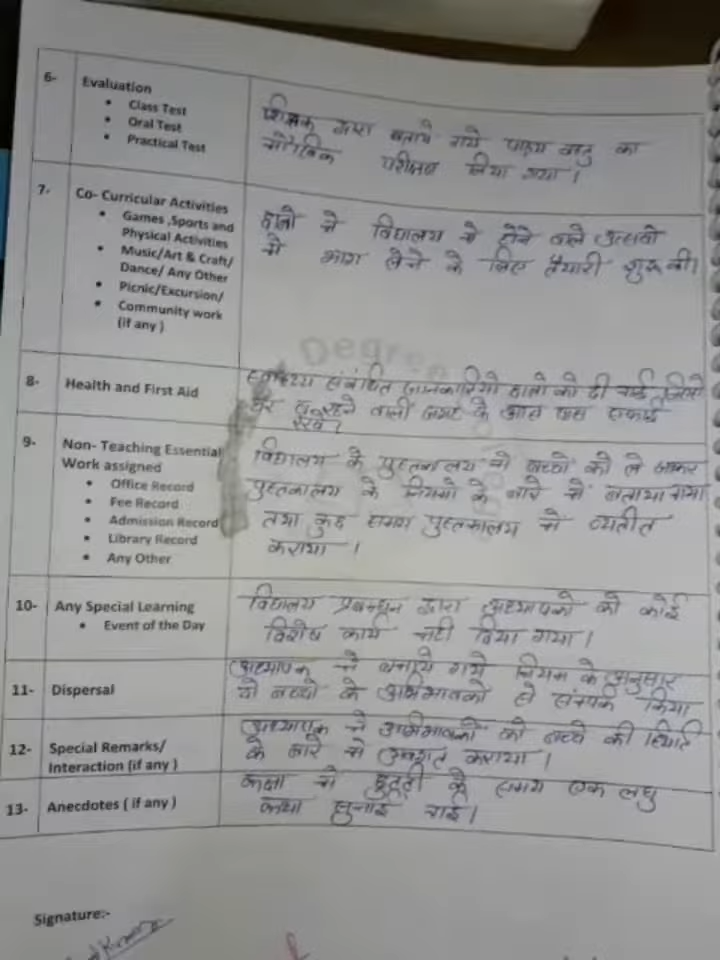 6- Evaluation
• Class Test
• Oral Test
• Practical Test
शिक्षक द्वारा बताये गये पाठ्य वस्तु का
मौखिक परीक्षण लिया गया।
7- Co- Curricular Activities
• Games ,Sports and
Physical Activities
• Music/Art & Craft/
Dance/ Any Other
• Picnic/Excursion/
• Community work
(if any )
छात्रो ने विद्यालय मे होने वाले उत्सवो
मे भाग लेने के लिए तैयारी शुरू की।
Degree
8- Health and First Aid
स्वास्थ्य संबंधित जानकारियो छात्रो को दी गई
वाली जगह के आस पास सफाई
रखे।
9- Non- Teaching Essential
Work assigned
• Office Record
• Fee Record
• Admission Record
• Library Record
• Any Other
विद्यालय के पुस्तकालय मे बच्चों को ले जाकर
पुस्तकालय के नियमो के बारे में बताया गया
तथा कुछ समय पुस्तकालय मे व्यतीत
कराया ।
10- Any Special Learning
• Event of the Day
विद्यालय प्रबन्धन द्वारा अध्यापको को कोई
विशेष कार्य नही दिया गया।
11- Dispersal
अध्यापक ने बनाये गये नियम के अनुसार
बच्चो के अभिभावको से संपर्क किया
12- Special Remarks/
Interaction (if any )
अध्यापक ने अभिभावको को बच्चे की स्थिति
के बारे मे अवगत कराया।
13- Anecdotes ( if any )
कक्षा मे छुट्टी के समय एक लघु
कथा सुनाई गई।
Signature:-